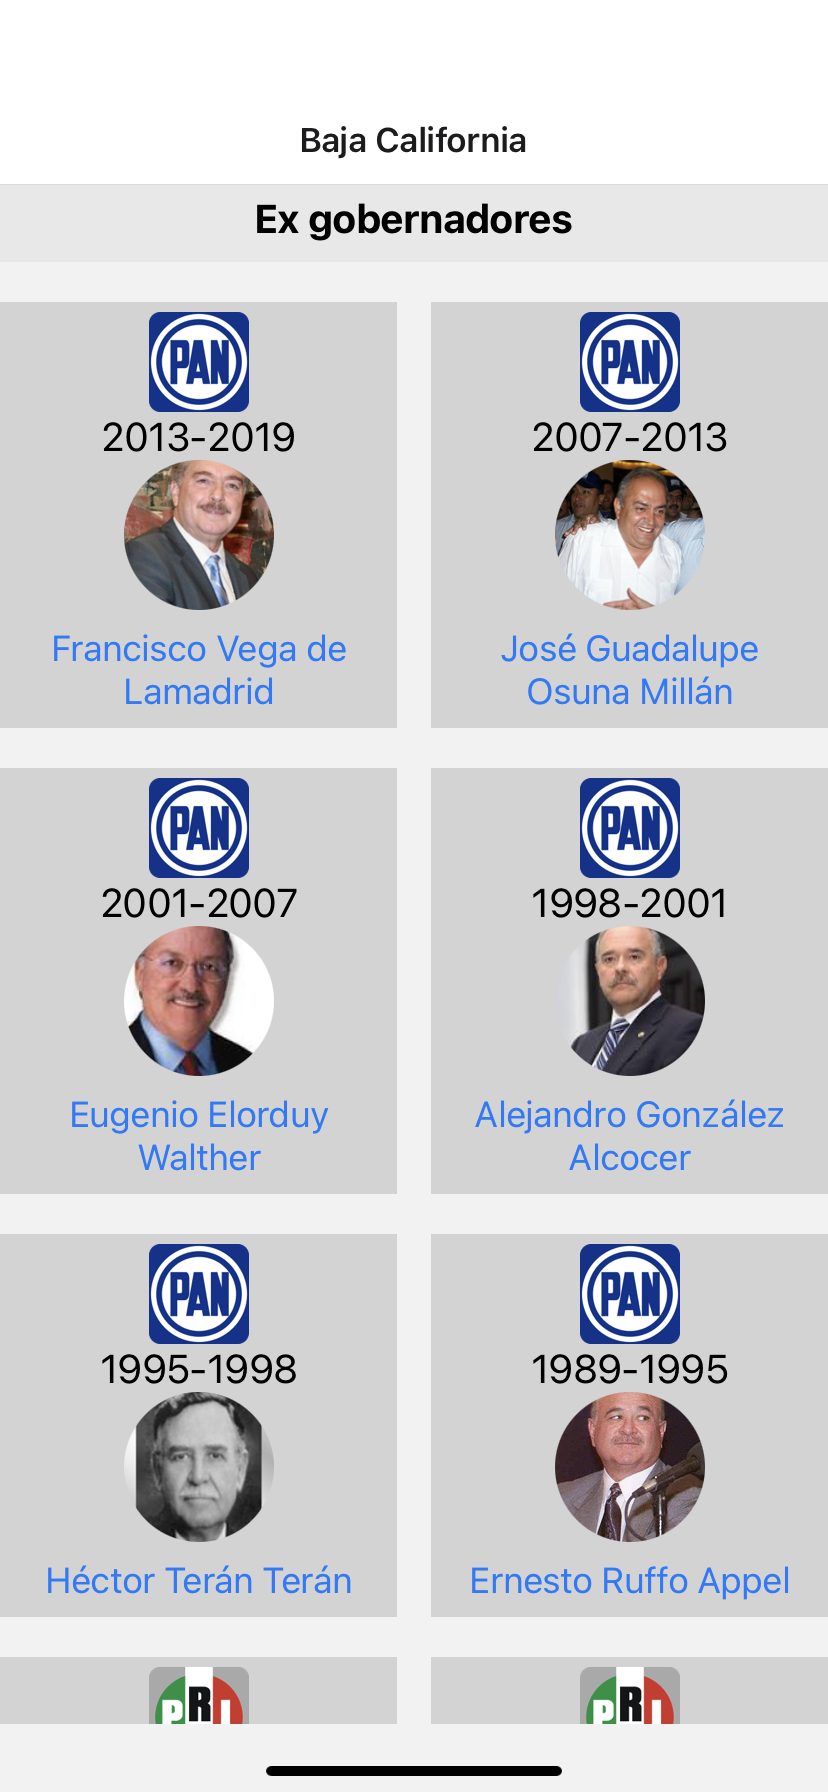 Baja California
Ex gobernadores
PAN
2013-2019
Francisco Vega de
Lamadrid
PAN
2007-2013
José Guadalupe
Osuna Millán
PAN
2001-2007
Eugenio Elorduy
Walther
PAN
1998-2001
Alejandro González
Alcocer
PAN
1995-1998
Héctor Terán Terán
PAN
1989-1995
Ernesto Ruffo Appel
PRI
PRI